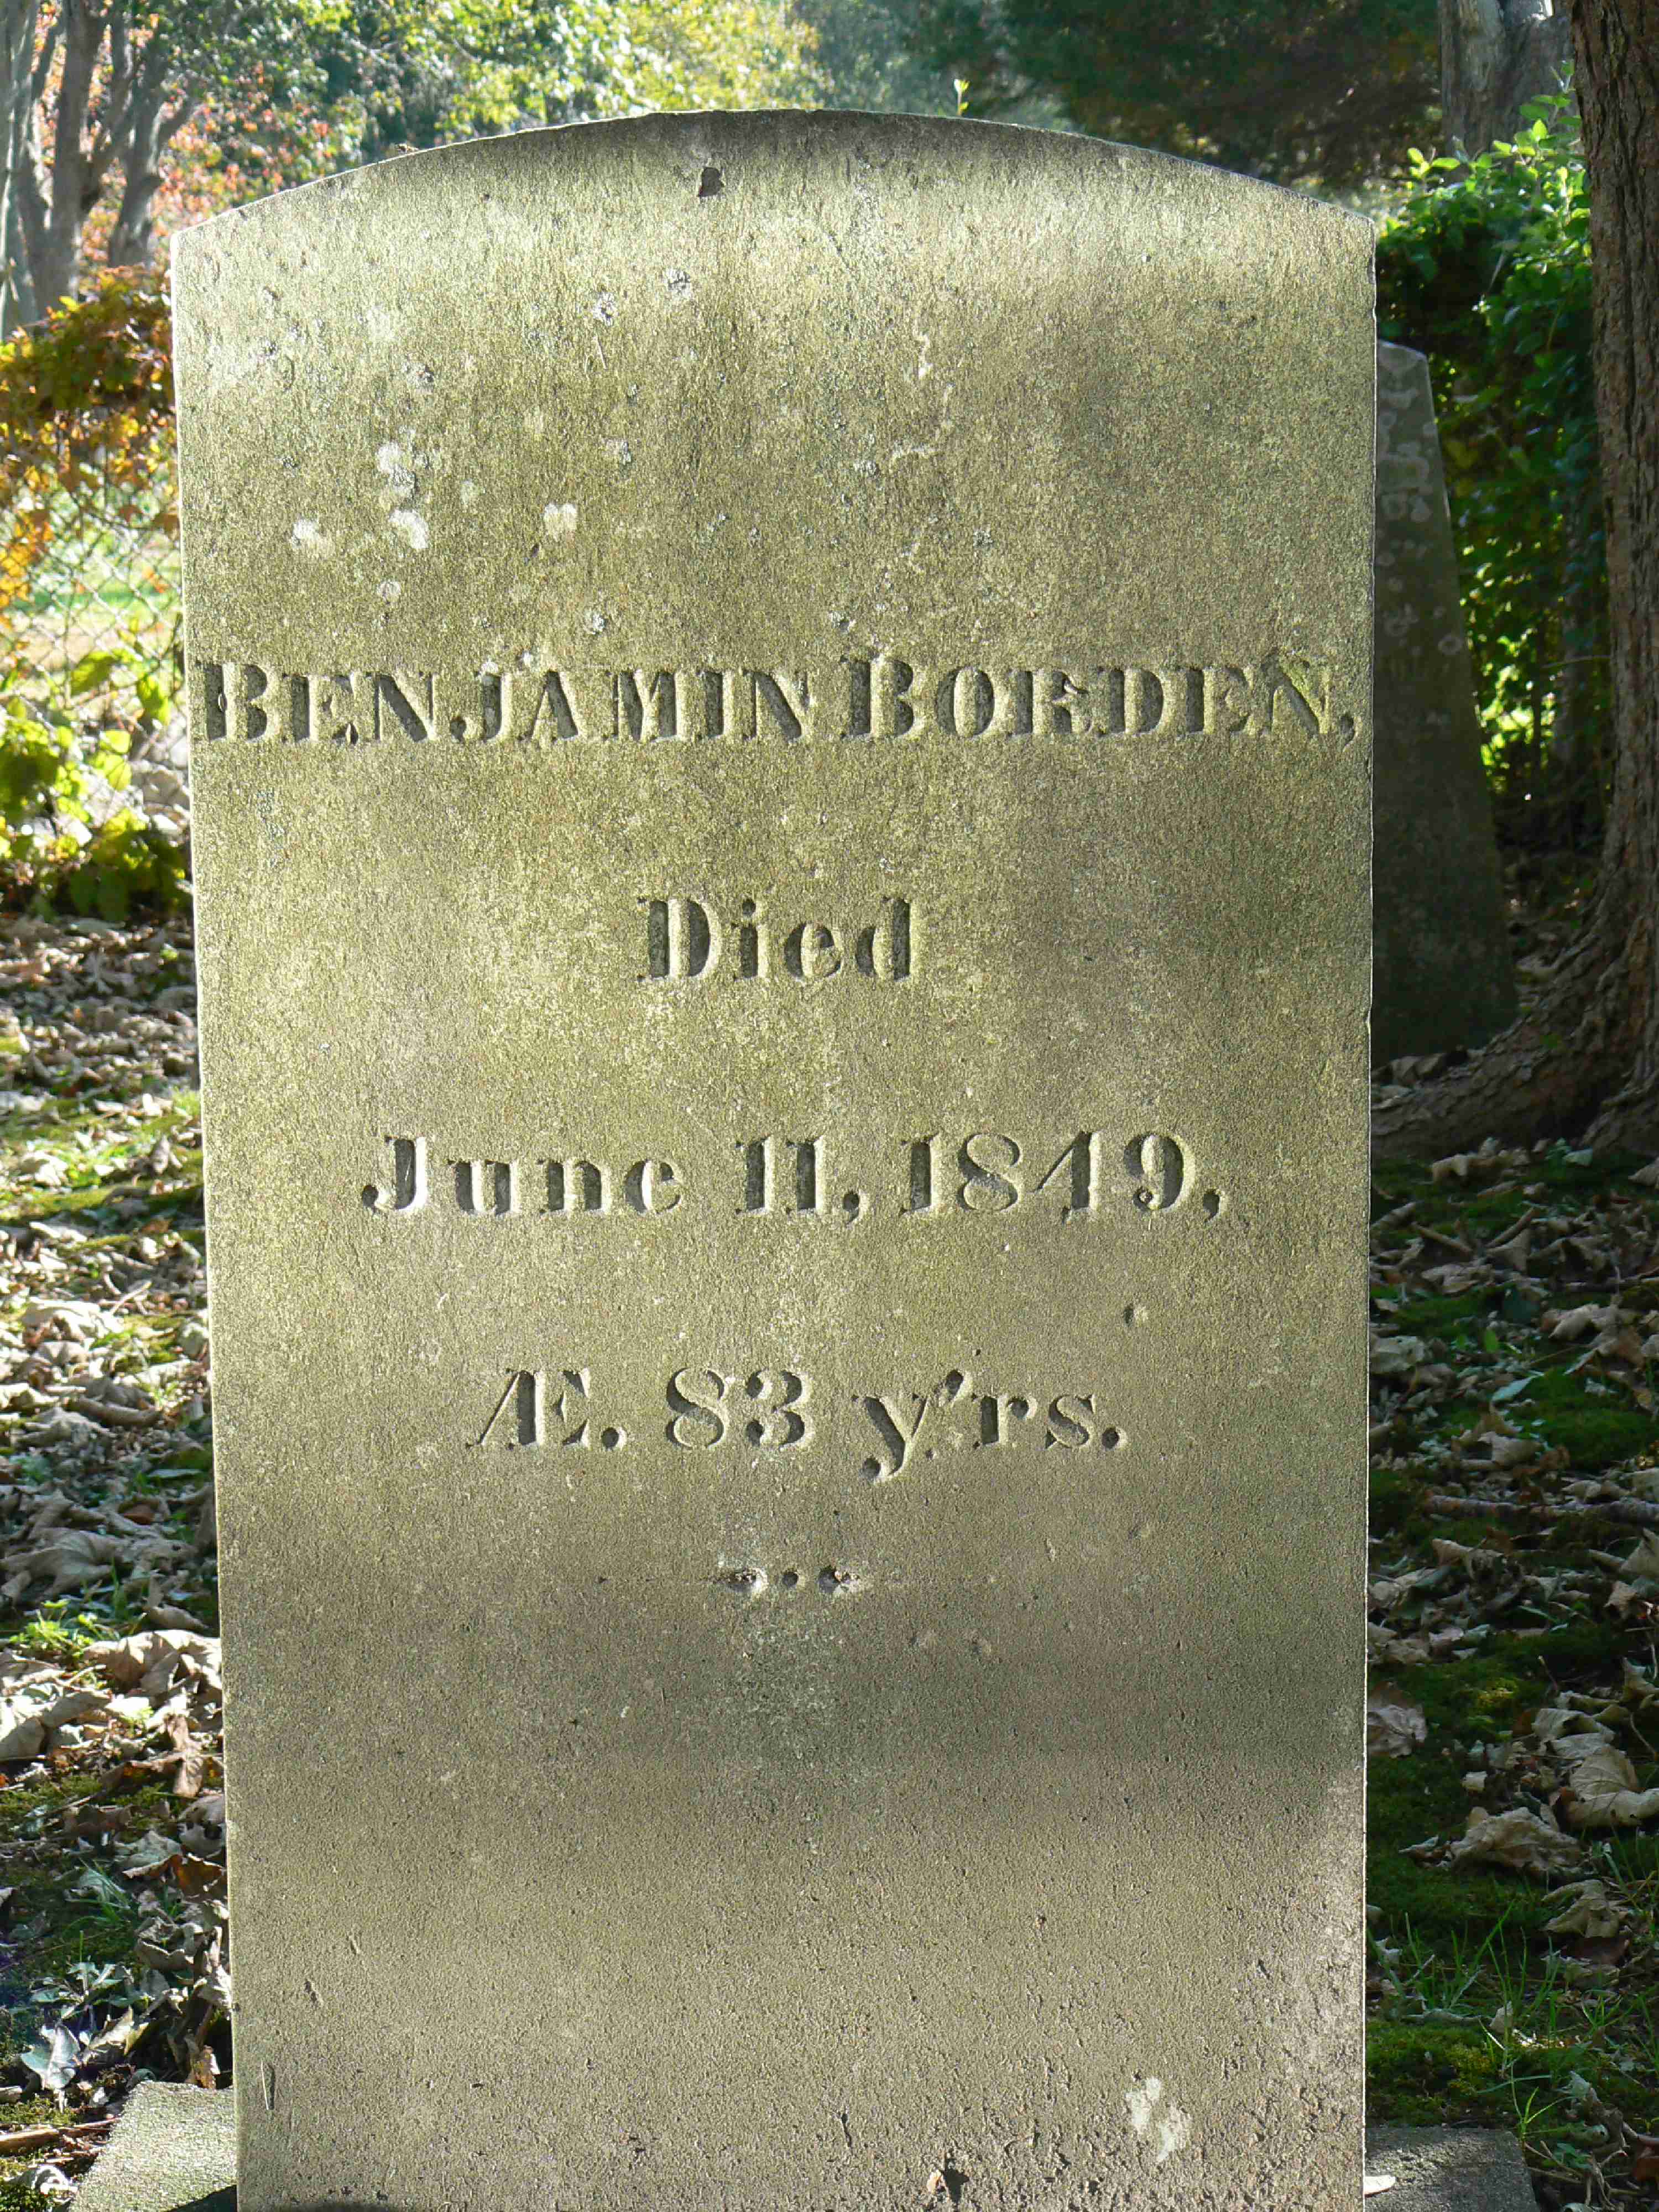 BENJAMIN BORDEN,
Died
June 11, 1849,
Æ. 83 y'rs.